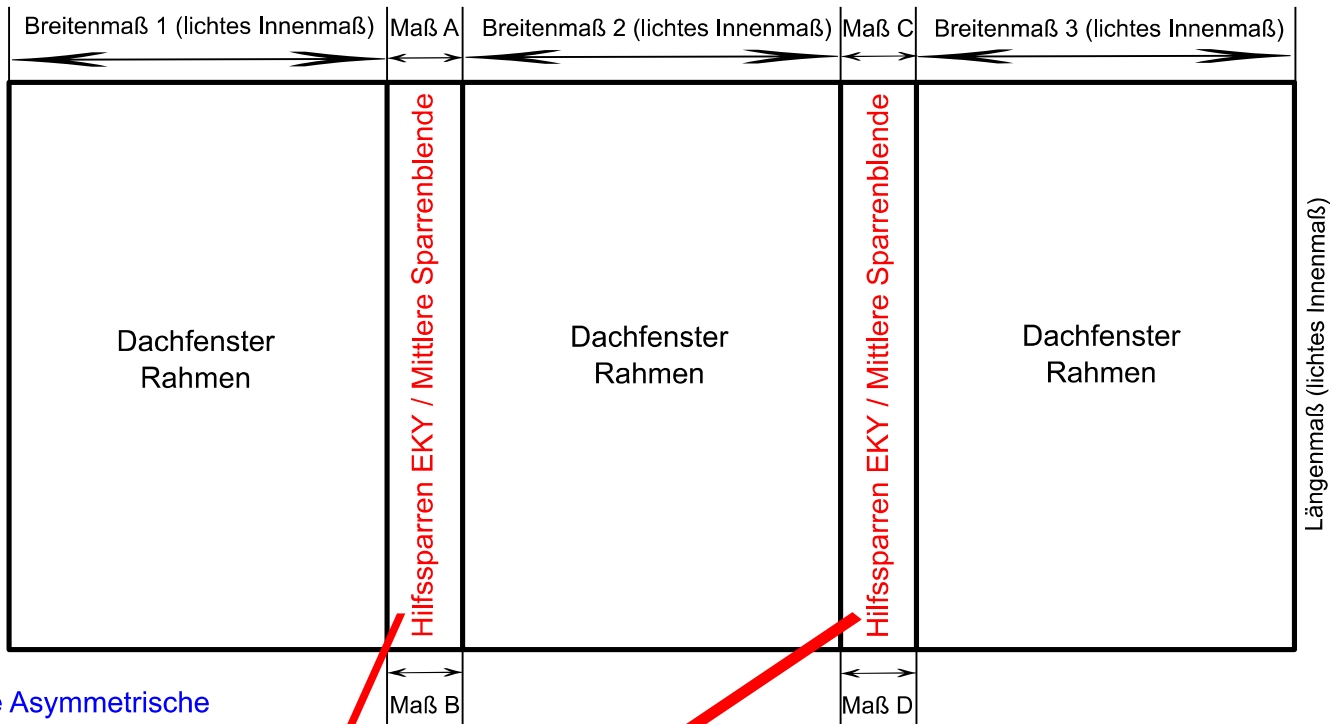 Breitenmaß 1 (lichtes Innenmaß)
Maß A
Breitenmaß 2 (lichtes Innenmaß)
Maß C
Breitenmaß 3 (lichtes Innenmaß)
Dachfenster
Rahmen
Hilfssparren EKY / Mittlere Sparrenblende
Dachfenster
Rahmen
Hilfssparren EKY / Mittlere Sparrenblende
Dachfenster
Rahmen
Längenmaß (lichtes Innenmaß)
Maß B
Maß D
e Asymmetrische